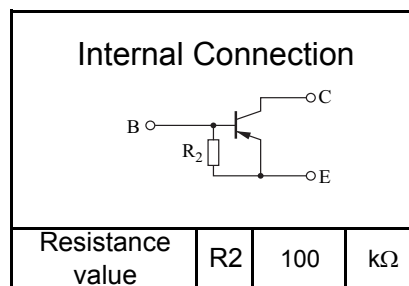 Internal Connection
C
B
R2
E
Resistance value R2 100 kΩ